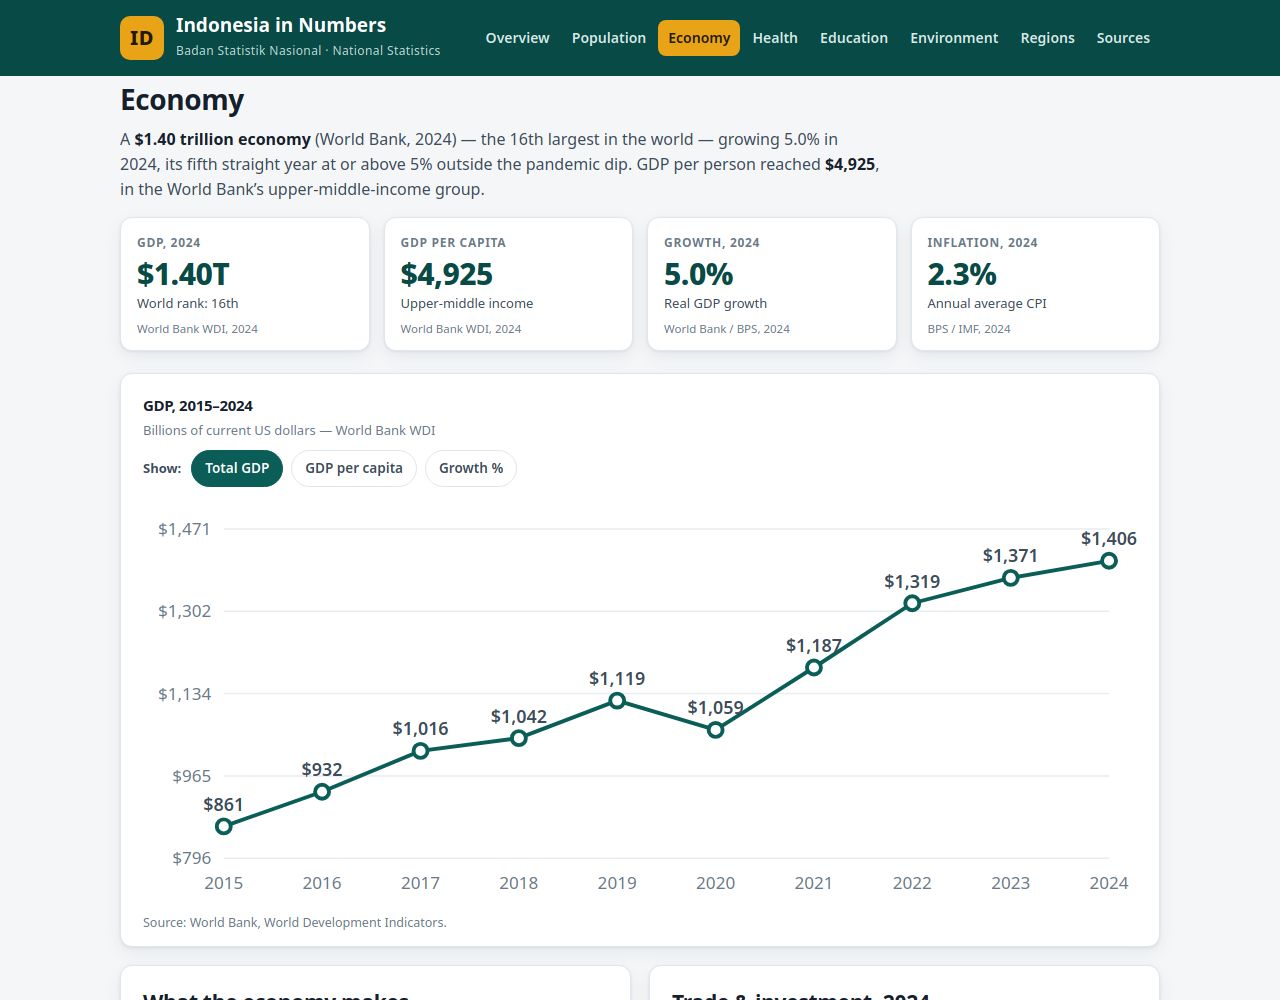 ID
Indonesia in Numbers
Badan Statistik Nasional · National Statistics
Overview Population Economy Health Education Environment Regions Sources
Economy
A $1.40 trillion economy (World Bank, 2024) — the 16th largest in the world — growing 5.0% in
2024, its fifth straight year at or above 5% outside the pandemic dip. GDP per person reached $4,925,
in the World Bank’s upper-middle-income group.
GDP, 2024
$1.40T
World rank: 16th
World Bank WDI, 2024
GDP PER CAPITA
$4,925
Upper-middle income
World Bank WDI, 2024
GROWTH, 2024
5.0%
Real GDP growth
World Bank / BPS, 2024
INFLATION, 2024
2.3%
Annual average CPI
BPS / IMF, 2024
GDP, 2015–2024
Billions of current US dollars — World Bank WDI
Show: Total GDP GDP per capita Growth %
$1,471
$1,302
$1,134
$965
$796
$861
$932
$1,016
$1,042
$1,119
$1,059
$1,187
$1,319
$1,371
$1,406
2015 2016 2017 2018 2019 2020 2021 2022 2023 2024
Source: World Bank, World Development Indicators.
What the economy makes
Trade & investment, 2024